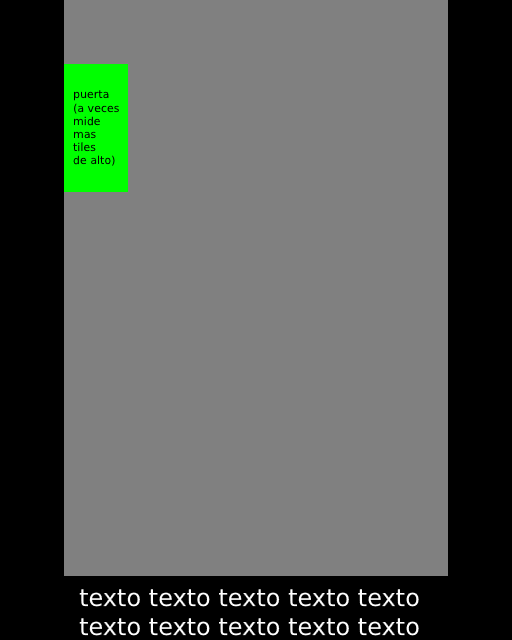 puerta
(a veces
mide
mas
tiles
de alto)
texto texto texto texto texto
texto texto texto texto texto